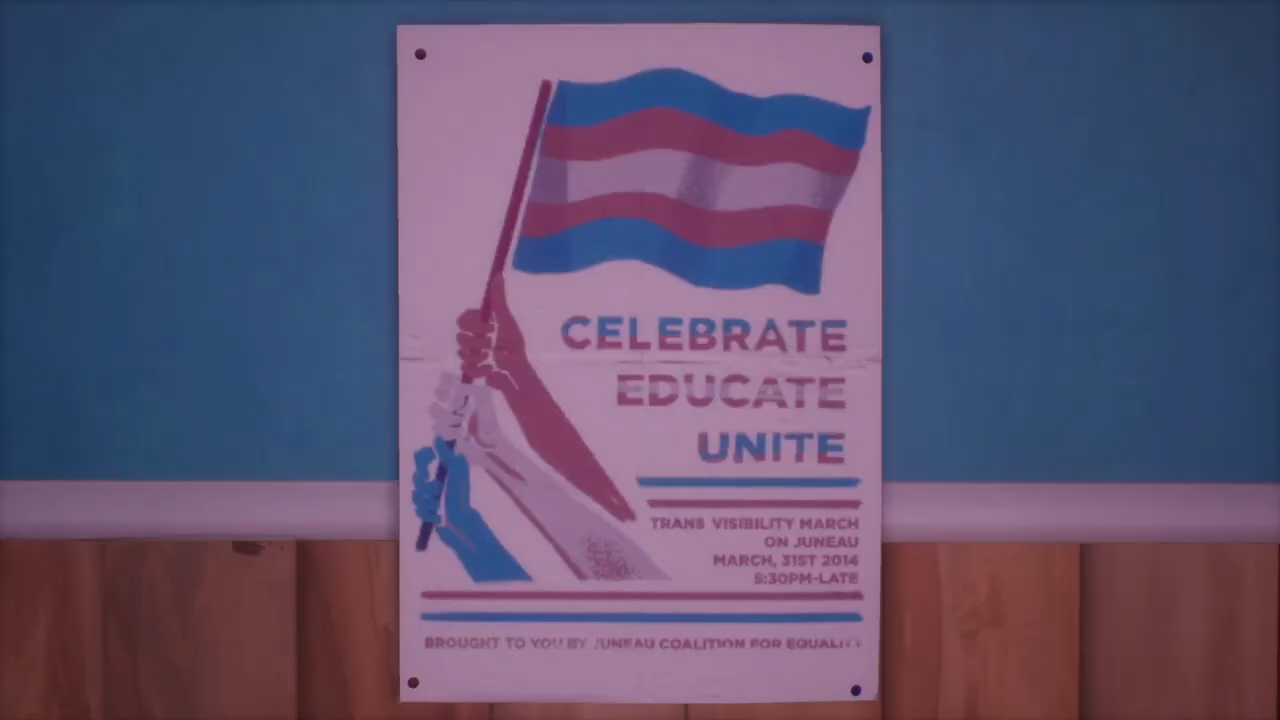 CELEBRATE
EDUCATE
UNITE
TRANS VISIBILITY MARCH
ON JUNEAU
MARCH, 31ST 2014
5:30PM-LATE
BROUGHT TO YOU BY JUNEAU COALITION FOR EQUALITY